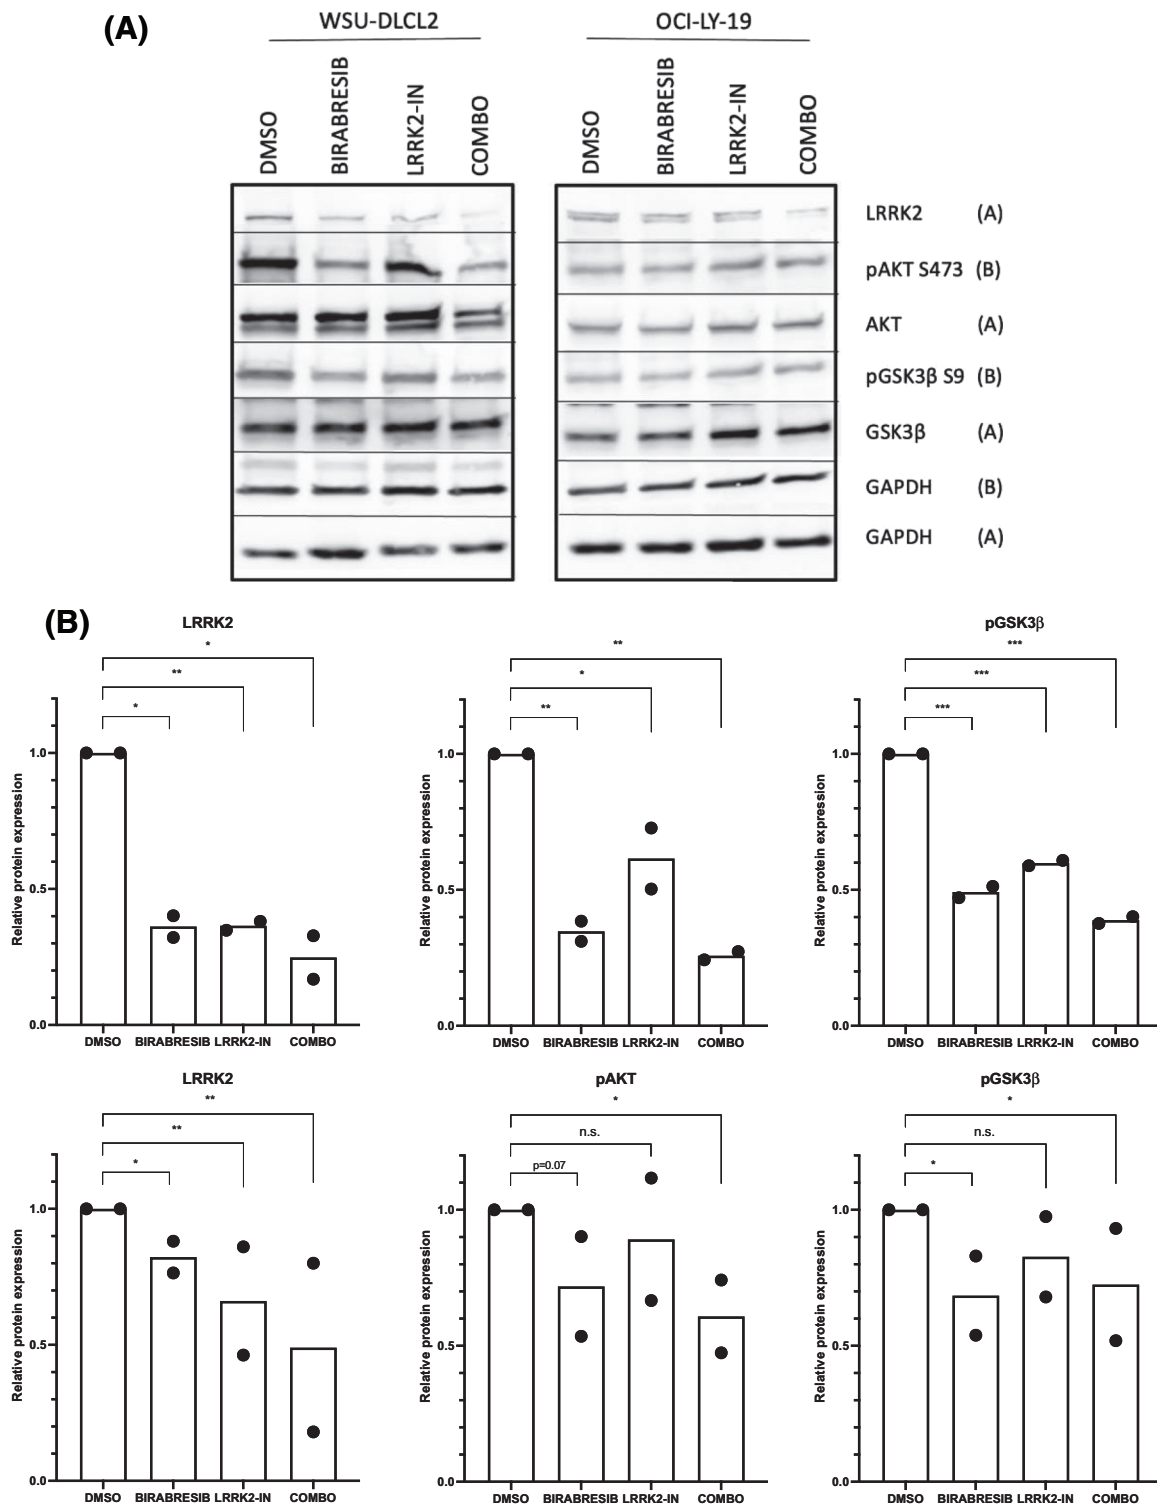 (A)
WSU-DLCL2
OCI-LY-19
DMSO
BIRABRESIB
LRRK2-IN
COMBO
DMSO
BIRABRESIB
LRRK2-IN
COMBO
LRRK2 (A)
pAKT S473 (B)
AKT (A)
pGSK3β S9 (B)
GSK3β (A)
GAPDH (B)
GAPDH (A)
(B)
LRRK2
*
**
*
Relative protein expression
1.0
0.5
0.0
DMSO BIRABRESIB LRRK2-IN COMBO
**
*
**
Relative protein expression
1.0
0.5
0.0
DMSO BIRABRESIB LRRK2-IN COMBO
pGSK3β
***
***
***
Relative protein expression
1.0
0.5
0.0
DMSO BIRABRESIB LRRK2-IN COMBO
LRRK2
**
**
*
Relative protein expression
1.0
0.5
0.0
DMSO BIRABRESIB LRRK2-IN COMBO
pAKT
*
n.s.
p=0.07
Relative protein expression
1.0
0.5
0.0
DMSO BIRABRESIB LRRK2-IN COMBO
pGSK3β
*
n.s.
*
Relative protein expression
1.0
0.5
0.0
DMSO BIRABRESIB LRRK2-IN COMBO